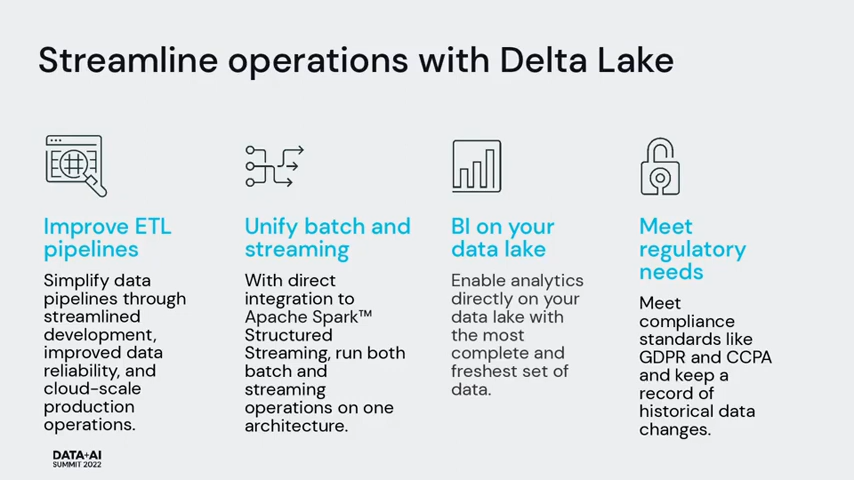 Streamline operations with Delta Lake
Improve ETL
pipelines
Simplify data
pipelines through
streamlined
development,
improved data
reliability, and
cloud-scale
production
operations.
Unify batch and
streaming
With direct
integration to
Apache Spark™
Structured
Streaming, run both
batch and
streaming
operations on one
architecture.
BI on your
data lake
Enable analytics
directly on your
data lake with
the most
complete and
freshest set of
data.
Meet
regulatory
needs
Meet
compliance
standards like
GDPR and CCPA
and keep a
record of
historical data
changes.
DATA+AI
SUMMIT 2022